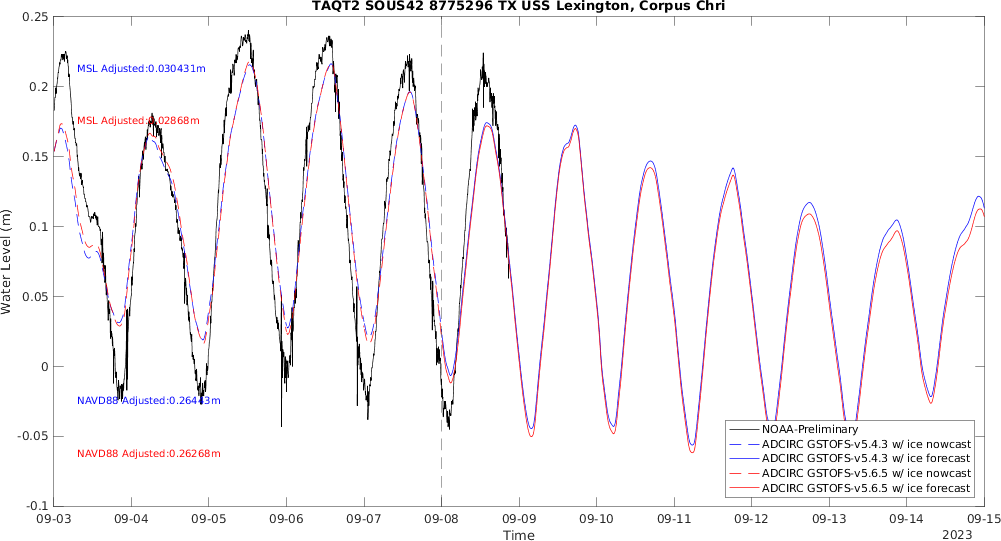 TAQT2 SOUS42 8775296 TX USS Lexington, Corpus Chri
0.25
0.2
0.15
0.1
0.05
0
-0.05
-0.1
Water Level (m)
MSL Adjusted:0.030431m
MSL Adjusted:0.02868m
NAVD88 Adjusted:0.26443m
NAVD88 Adjusted:0.26268m
NOAA-Preliminary
ADCIRC GSTOFS-v5.4.3 w/ ice nowcast
ADCIRC GSTOFS-v5.4.3 w/ ice forecast
ADCIRC GSTOFS-v5.6.5 w/ ice nowcast
ADCIRC GSTOFS-v5.6.5 w/ ice forecast
09-03 09-04 09-05 09-06 09-07 09-08 09-09 09-10 09-11 09-12 09-13 09-14 09-15
Time
2023